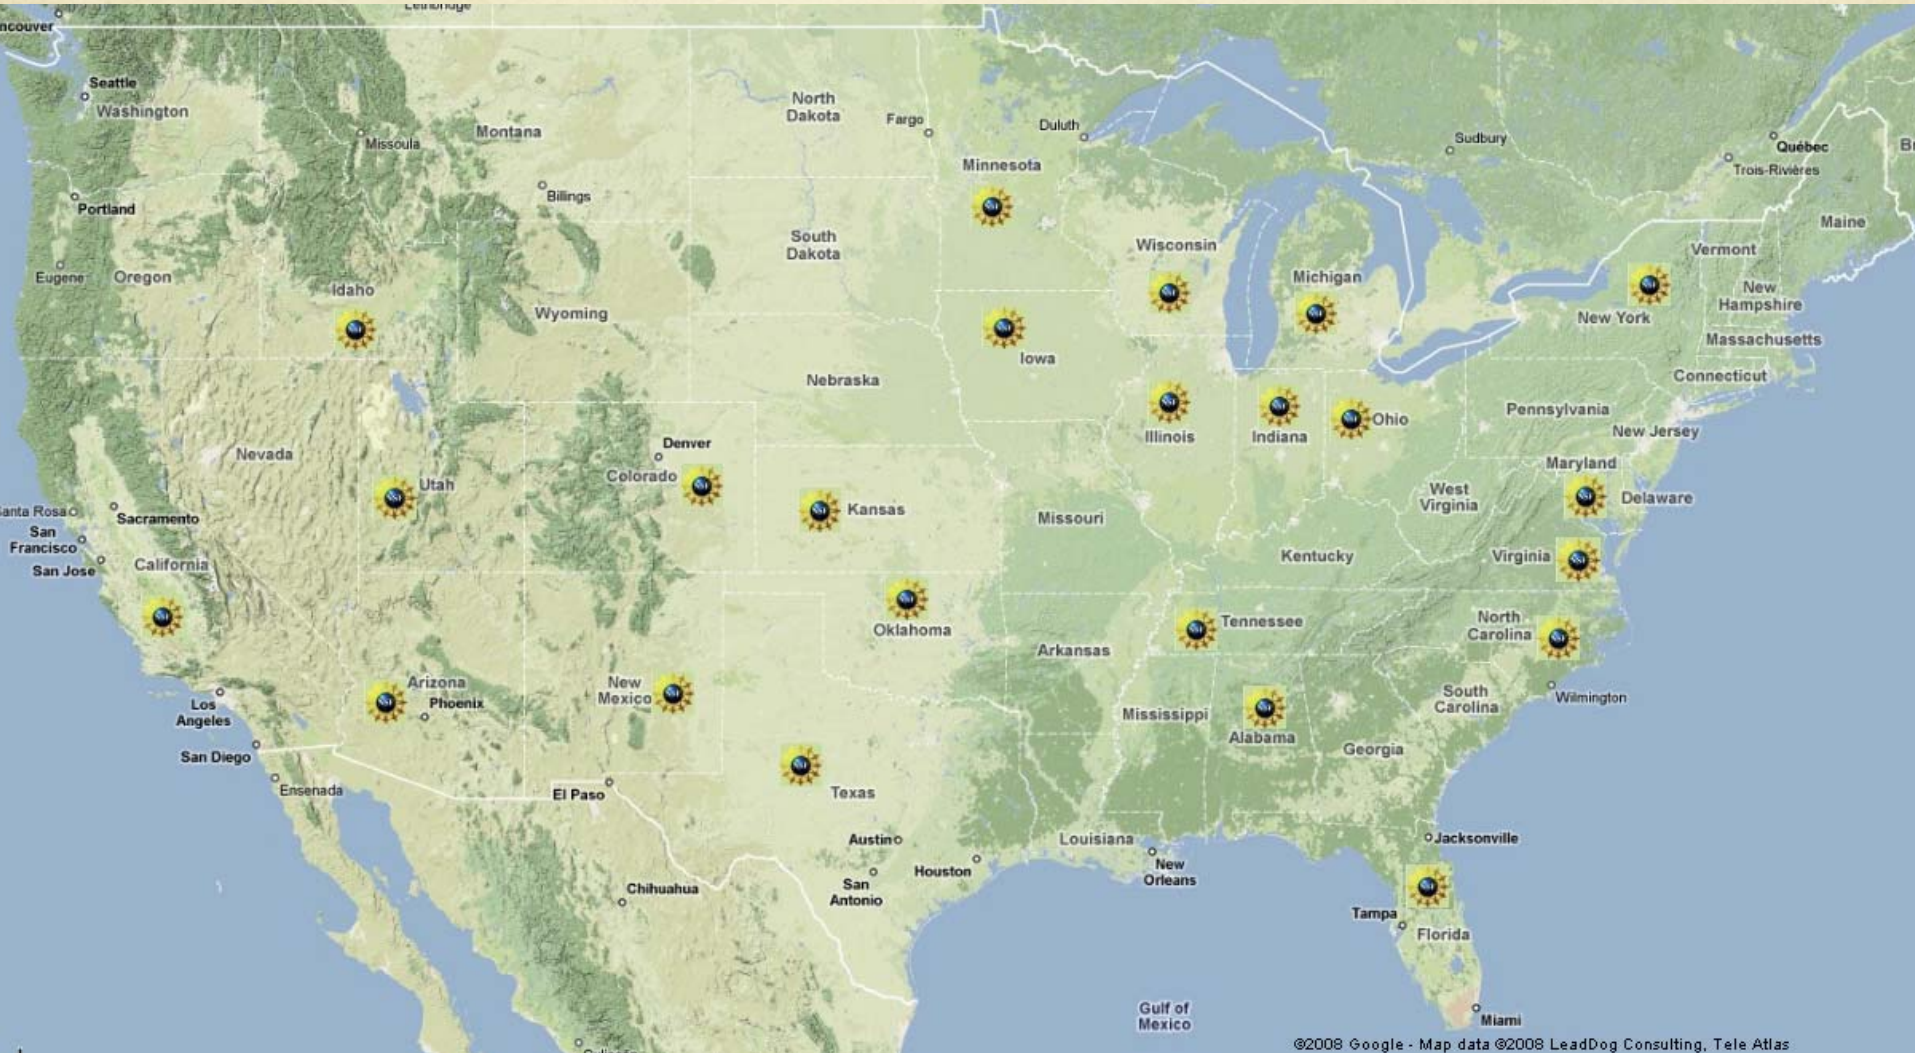 Lethbridge
ncouver
Seattle
Washington
Missoula
Montana
Billings
North
Dakota
Fargo
Duluth
Minnesota
Sudbury
Québec
Trois-Rivières
Portland
Eugene
Oregon
Idaho
Wyoming
South
Dakota
Wisconsin
Michigan
Maine
Vermont
New
Hampshire
New York
Massachusetts
Connecticut
Iowa
Nebraska
Illinois
Indiana
Ohio
Pennsylvania
New Jersey
Nevada
Utah
Denver
Colorado
Kansas
Missouri
West
Virginia
Maryland
Delaware
anta Rosa
Sacramento
San
Francisco
San Jose
California
Kentucky
Virginia
Oklahoma
Arkansas
Tennessee
North
Carolina
Arizona
Phoenix
New
Mexico
Los
Angeles
San Diego
Ensenada
El Paso
Texas
Mississippi
Alabama
Georgia
South
Carolina
Wilmington
Austin
Houston
San
Antonio
Louisiana
New
Orleans
Jacksonville
Chihuahua
Tampa
Florida
Gulf of
Mexico
Miami
©2008 Google - Map data ©2008 LeadDog Consulting, Tele Atlas